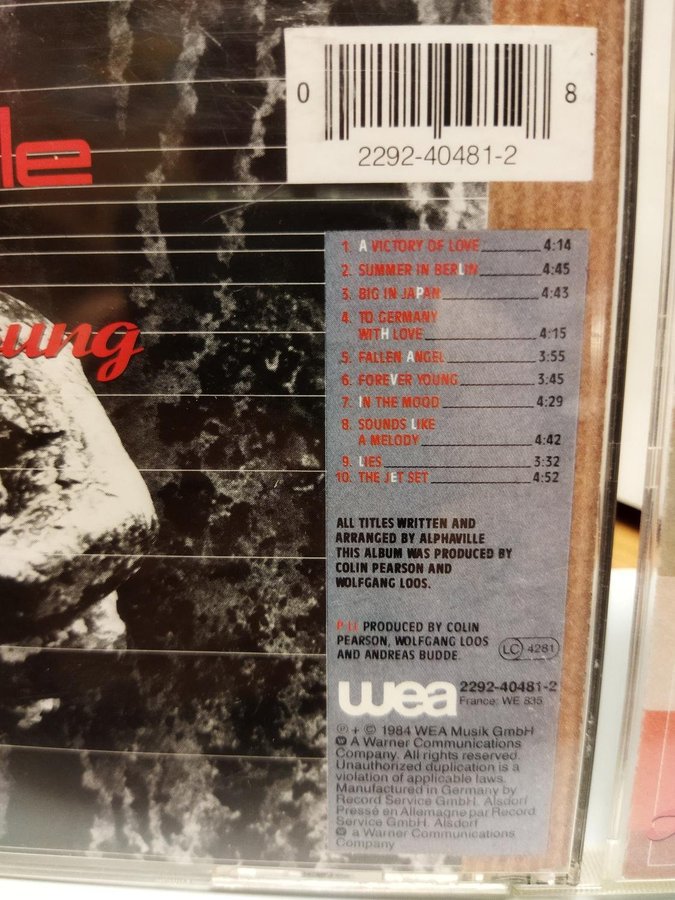 0 8
2292-40481-2
le
ung
1. A VICTORY OF LOVE 4:14
2. SUMMER IN BERLIN 4:45
3. BIG IN JAPAN 4:43
4. TO GERMANY
WITH LOVE 4:15
5. FALLEN ANGEL 3:55
6. FOREVER YOUNG 3:45
7. IN THE MOOD 4:29
8. SOUNDS LIKE
A MELODY 4:42
9. LIES 3:32
10. THE JET SET 4:52
ALL TITLES WRITTEN AND
ARRANGED BY ALPHAVILLE
THIS ALBUM WAS PRODUCED BY
COLIN PEARSON AND
WOLFGANG LOOS.
PRODUCED BY COLIN
PEARSON, WOLFGANG LOOS
AND ANDREAS BUDDE.
LC 4281
wea 2292-40481-2
France: WE 835
℗ + © 1984 WEA Musik GmbH
A Warner Communications
Company. All rights reserved.
Unauthorized duplication is a
violation of applicable laws.
Manufactured in Germany by
Record Service GmbH. Alsdorf
Pressé en Allemagne par Record
Service GmbH. Alsdorf
a Warner Communications
Company